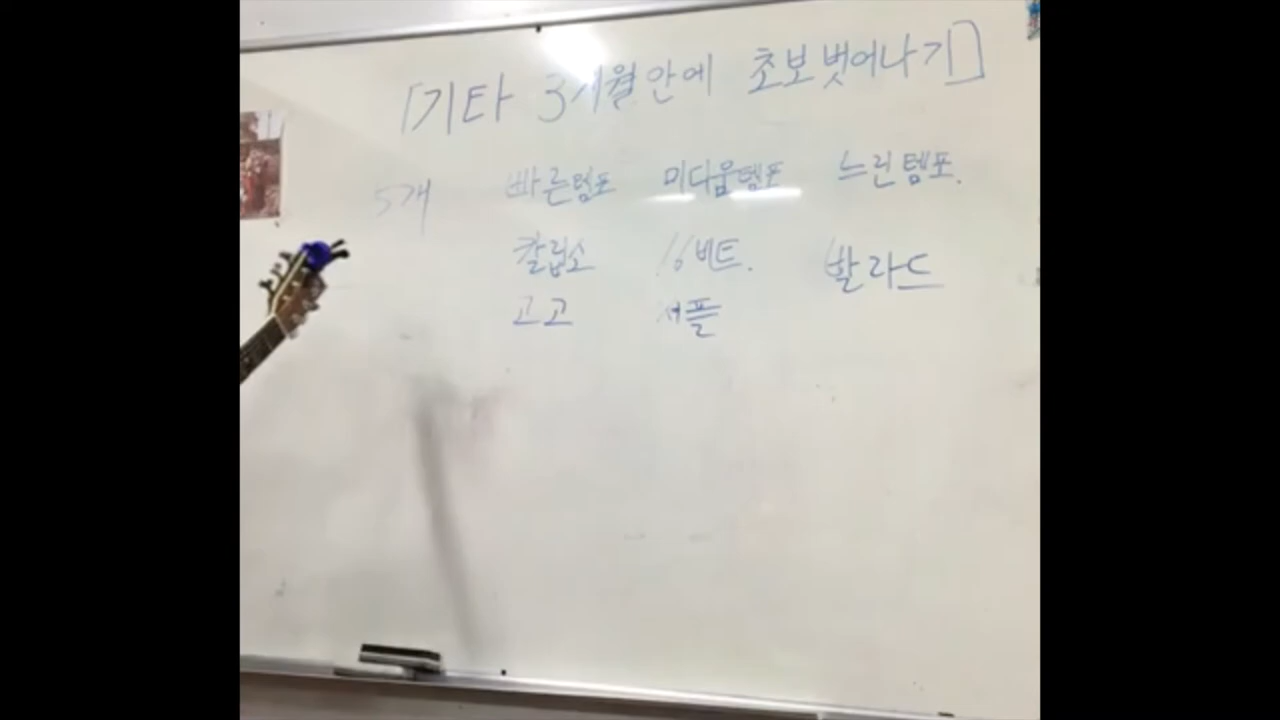 [기타 3개월안에 초보벗어나기]
5개 빠른템포 미디움템포 느린템포.
칼립소 16비트. 발라드
고고 셔플